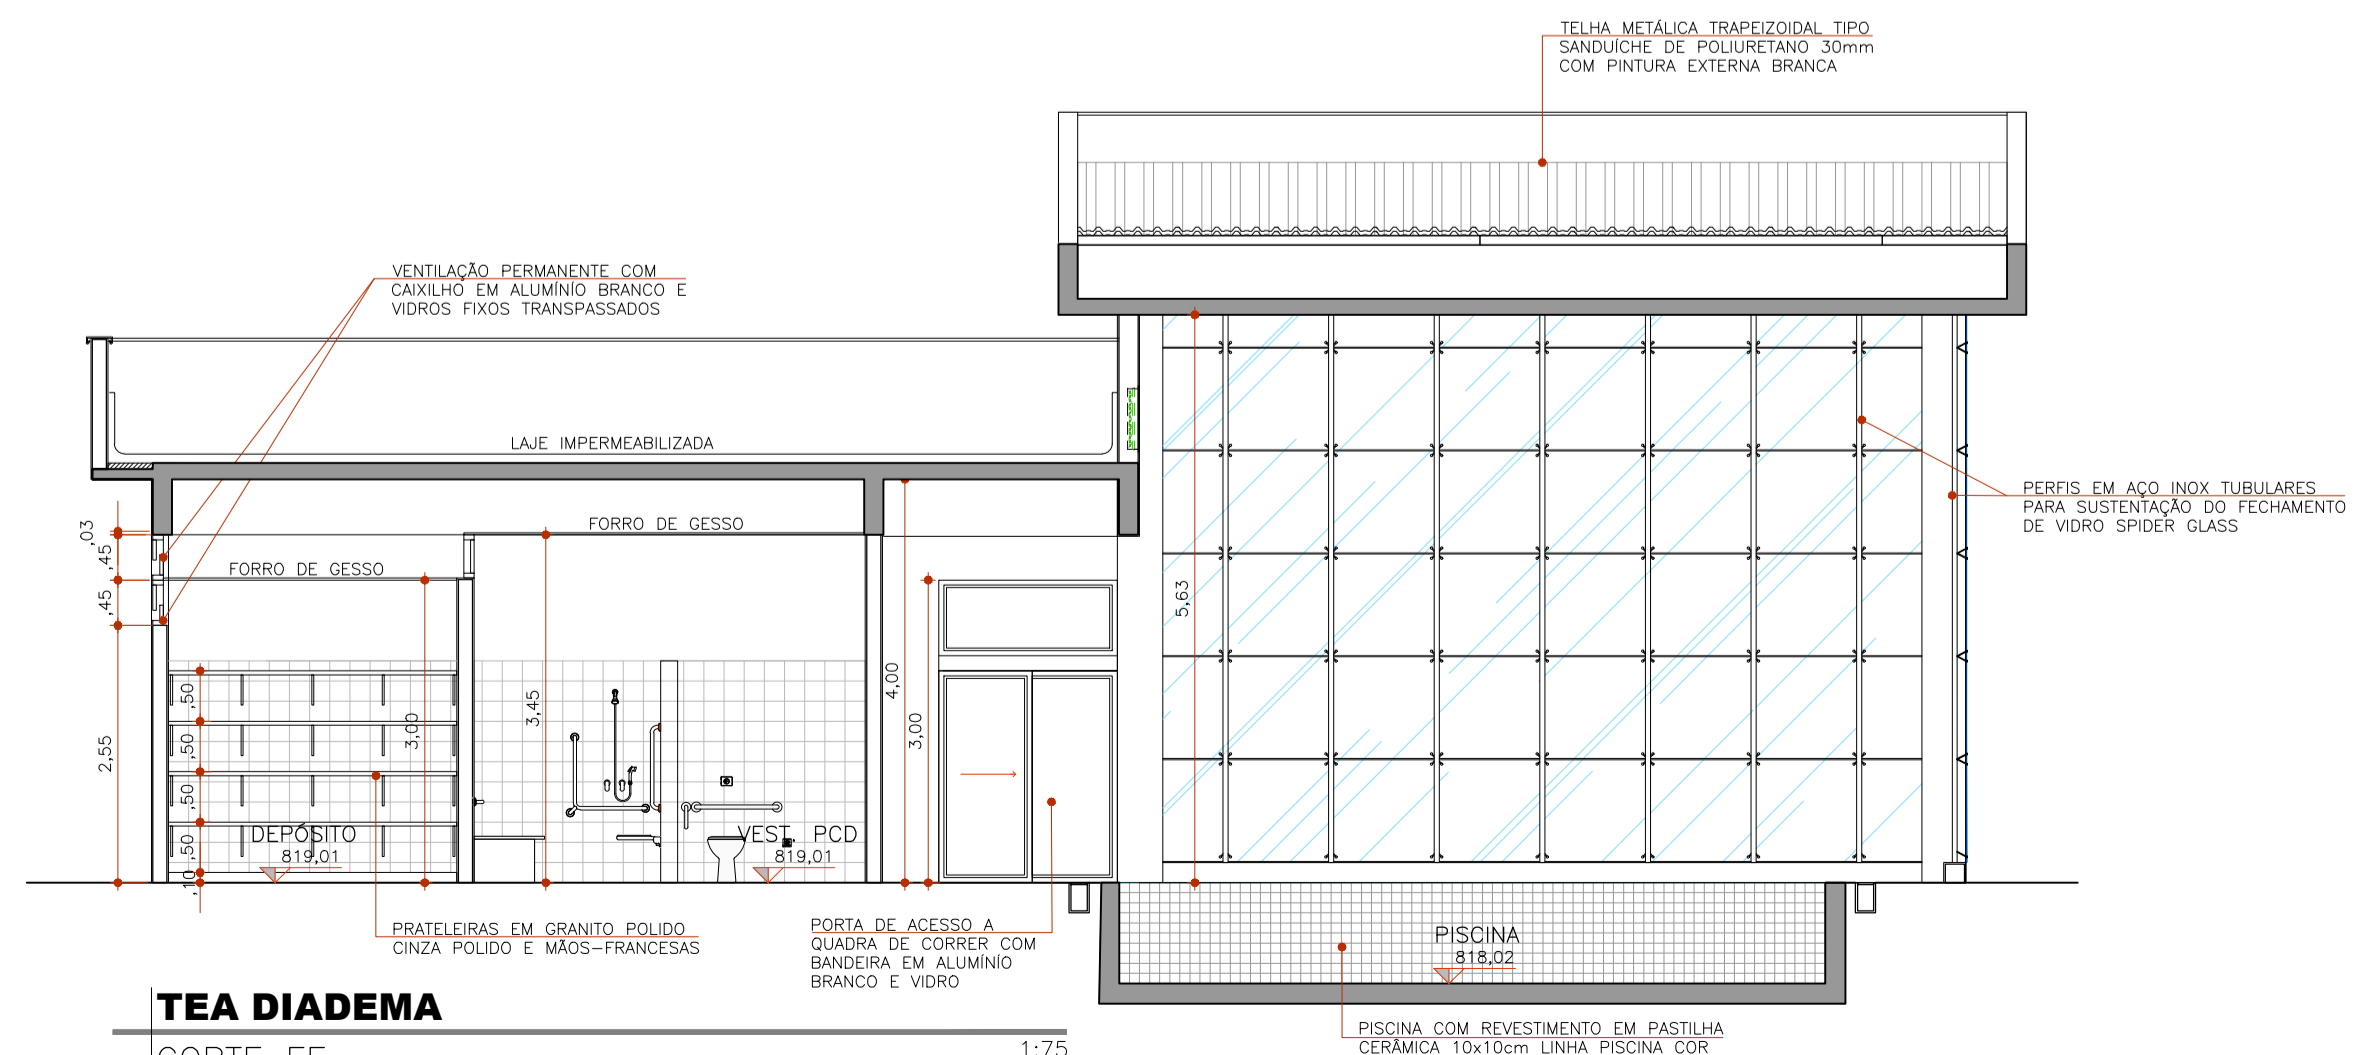 TELHA METÁLICA TRAPEIZOIDAL TIPO
SANDUÍCHE DE POLIURETANO 30mm
COM PINTURA EXTERNA BRANCA
VENTILAÇÃO PERMANENTE COM
CAIXILHO EM ALUMÍNÍO BRANCO E
VIDROS FIXOS TRANSPASSADOS
LAJE IMPERMEABILIZADA
PERFIS EM AÇO INOX TUBULARES
PARA SUSTENTAÇÃO DO FECHAMENTO
DE VIDRO SPIDER GLASS
FORRO DE GESSO
FORRO DE GESSO
,03
,45
,45
2,55
,50
,50
,50
,50
,10
3,00
3,45
4,00
3,00
5,63
DEPÓSITO
819,01
VEST. PCD
819,01
PRATELEIRAS EM GRANITO POLIDO
CINZA POLIDO E MÃOS-FRANCESAS
PORTA DE ACESSO A
QUADRA DE CORRER COM
BANDEIRA EM ALUMÍNÍO
BRANCO E VIDRO
PISCINA
818,02
PISCINA COM REVESTIMENTO EM PASTILHA
CERÂMICA 10x10cm LINHA PISCINA COR
TEA DIADEMA
1:75